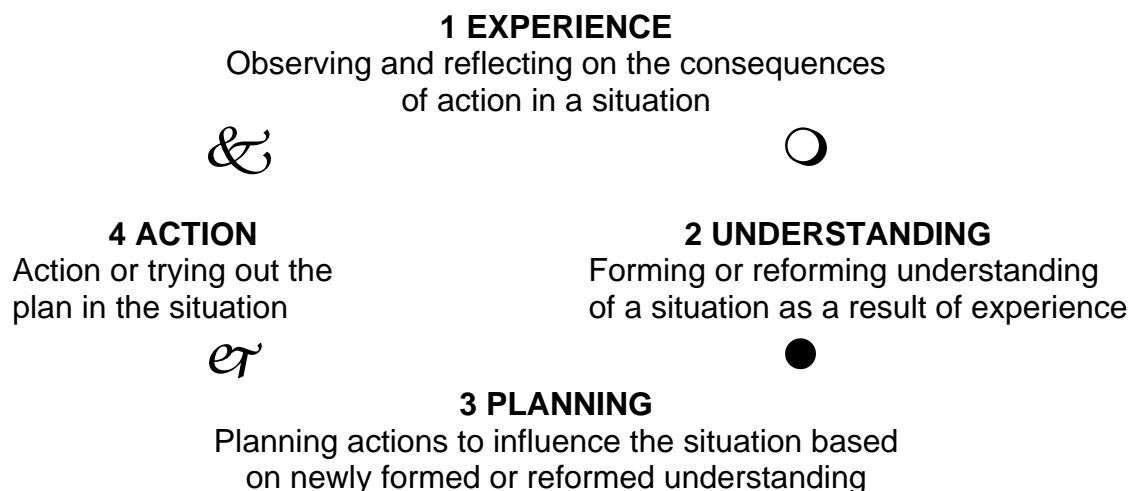 1 EXPERIENCE
Observing and reflecting on the consequences
of action in a situation
& ❍
4 ACTION
Action or trying out the
plan in the situation
2 UNDERSTANDING
Forming or reforming understanding
of a situation as a result of experience
🙰 ●
3 PLANNING
Planning actions to influence the situation based
on newly formed or reformed understanding